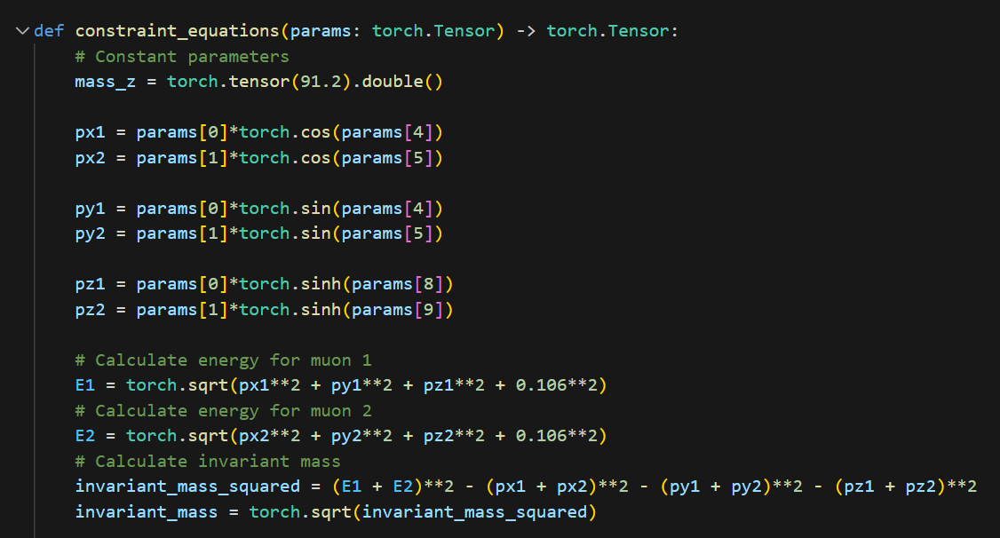 def constraint_equations(params: torch.Tensor) -> torch.Tensor:
# Constant parameters
mass_z = torch.tensor(91.2).double()
px1 = params[0]*torch.cos(params[4])
px2 = params[1]*torch.cos(params[5])
py1 = params[0]*torch.sin(params[4])
py2 = params[1]*torch.sin(params[5])
pz1 = params[0]*torch.sinh(params[8])
pz2 = params[1]*torch.sinh(params[9])
# Calculate energy for muon 1
E1 = torch.sqrt(px1**2 + py1**2 + pz1**2 + 0.106**2)
# Calculate energy for muon 2
E2 = torch.sqrt(px2**2 + py2**2 + pz2**2 + 0.106**2)
# Calculate invariant mass
invariant_mass_squared = (E1 + E2)**2 - (px1 + px2)**2 - (py1 + py2)**2 - (pz1 + pz2)**2
invariant_mass = torch.sqrt(invariant_mass_squared)